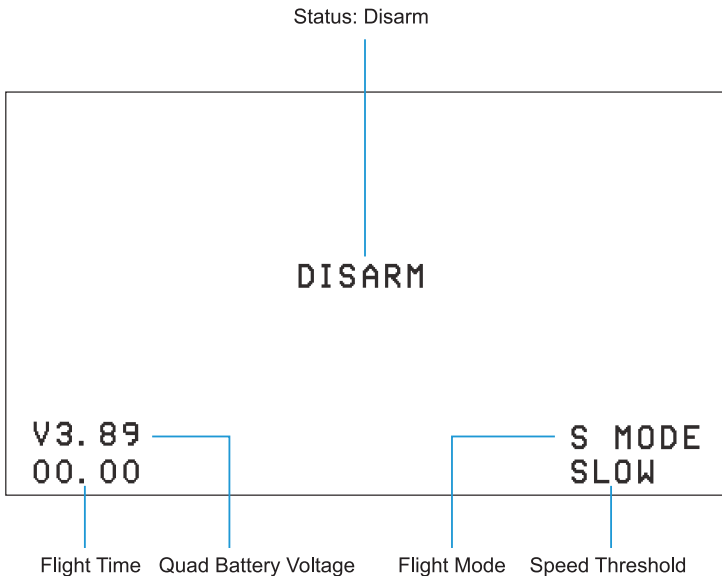 Status: Disarm
DISARM
V3.89
S MODE
00.00
SLOW
Flight Time
Quad Battery Voltage
Flight Mode
Speed Threshold